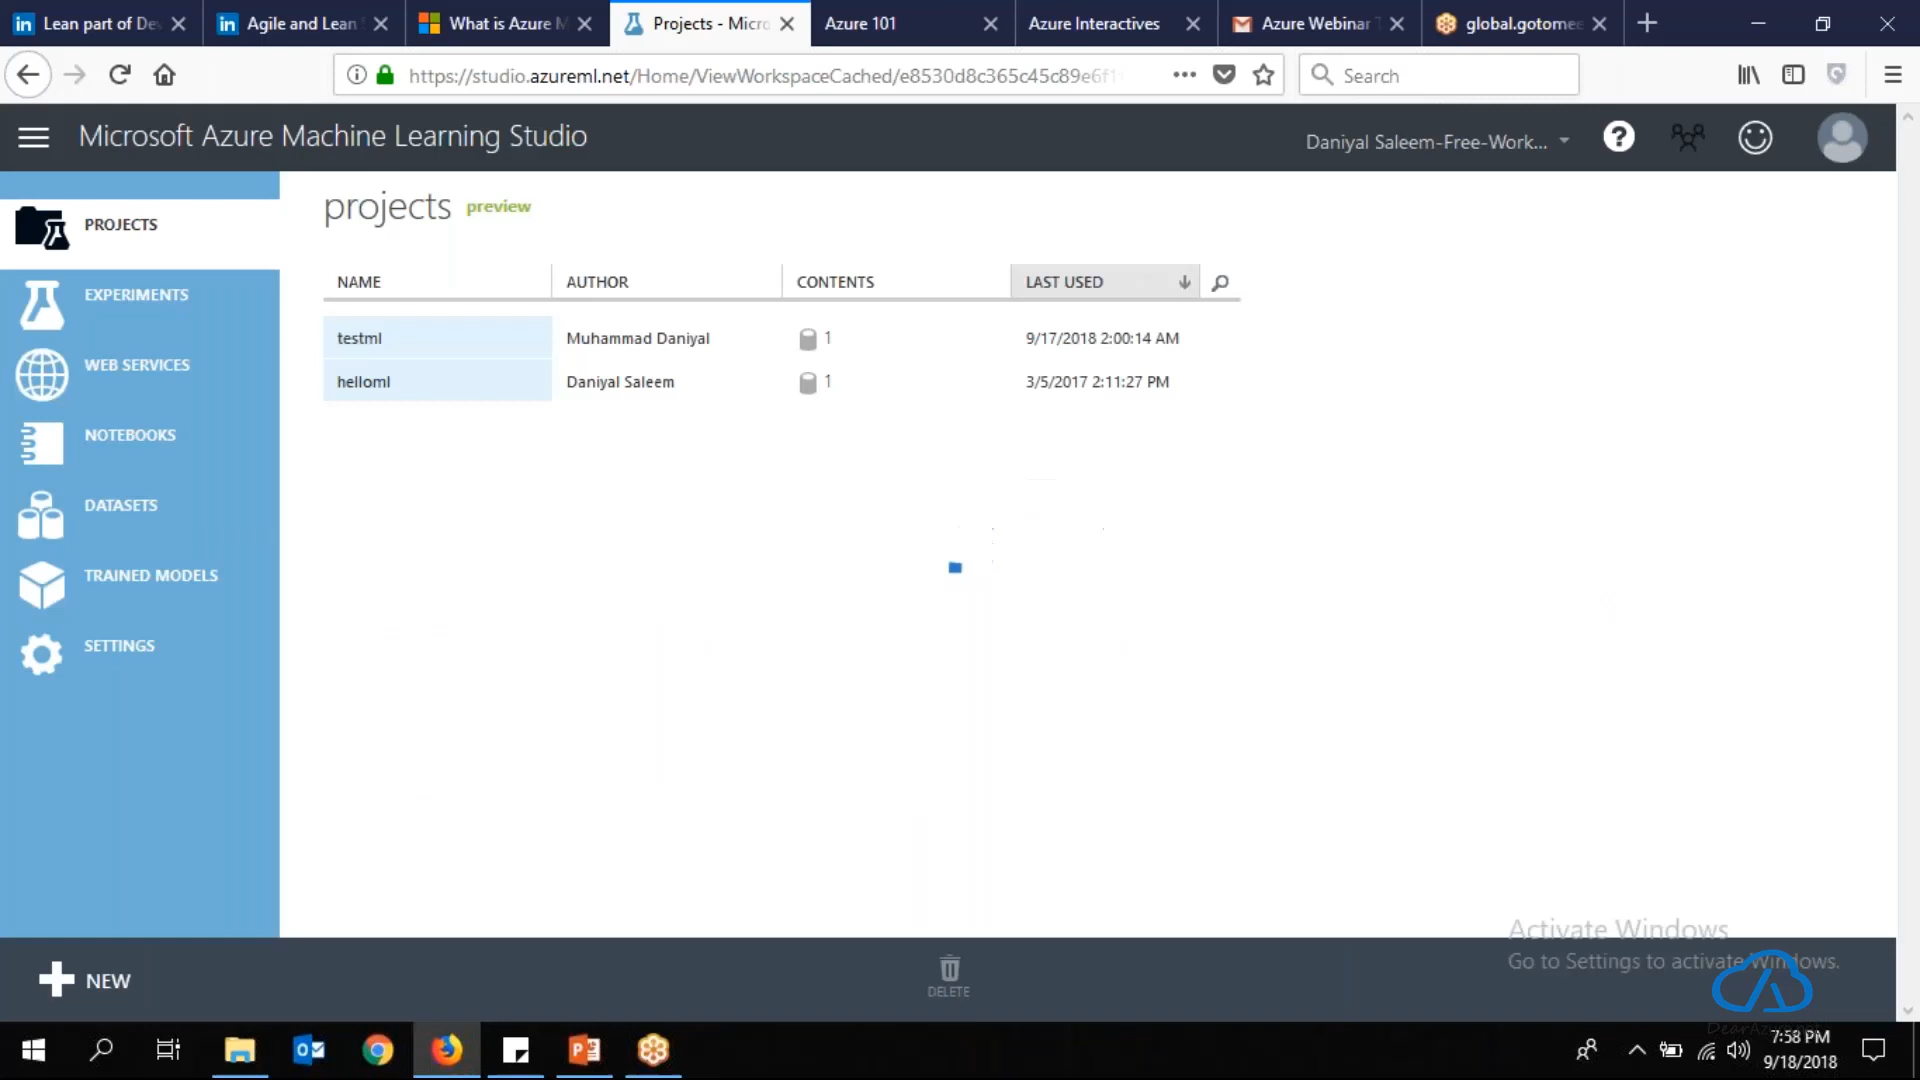 Lean part of De
Agile and Lean
What is Azure M
Projects - Micro
Azure 101
Azure Interactives
Azure Webinar T
global.gotomee
https://studio.azureml.net/Home/ViewWorkspaceCached/e8530d8c365c45c89e6f1
Search
Microsoft Azure Machine Learning Studio
Daniyal Saleem-Free-Work...
PROJECTS
EXPERIMENTS
WEB SERVICES
NOTEBOOKS
DATASETS
TRAINED MODELS
SETTINGS
projects preview
NAME AUTHOR CONTENTS LAST USED
testml Muhammad Daniyal 1 9/17/2018 2:00:14 AM
helloml Daniyal Saleem 1 3/5/2017 2:11:27 PM
Activate Windows
Go to Settings to activate Windows.
NEW
DELETE
7:58 PM
9/18/2018